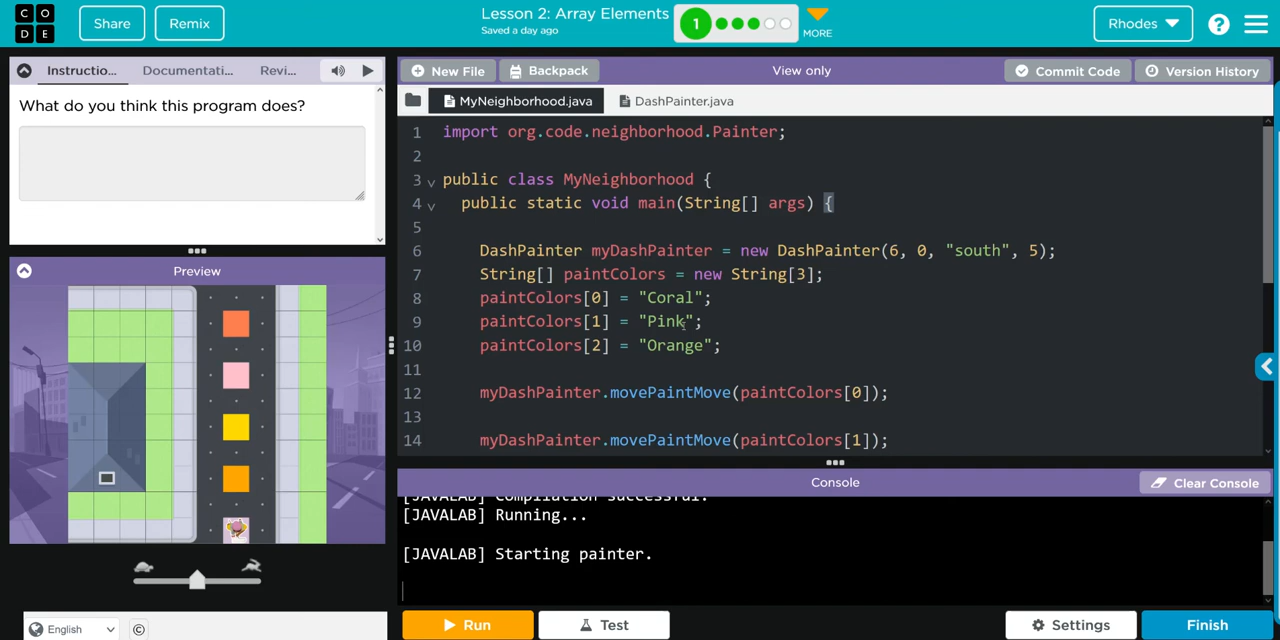 C O
D E
Share
Remix
Lesson 2: Array Elements
Saved a day ago
1
MORE
Rhodes
?
Instructio...
Documentati...
Revi...
What do you think this program does?
Preview
English
©
New File
Backpack
View only
Commit Code
Version History
MyNeighborhood.java
DashPainter.java
1 import org.code.neighborhood.Painter;
2
3 public class MyNeighborhood {
4 public static void main(String[] args) {
5
6 DashPainter myDashPainter = new DashPainter(6, 0, "south", 5);
7 String[] paintColors = new String[3];
8 paintColors[0] = "Coral";
9 paintColors[1] = "Pink";
10 paintColors[2] = "Orange";
11
12 myDashPainter.movePaintMove(paintColors[0]);
13
14 myDashPainter.movePaintMove(paintColors[1]);
Console
Clear Console
[JAVALAB] Compilation successful.
[JAVALAB] Running...
[JAVALAB] Starting painter.
Run
Test
Settings
Finish